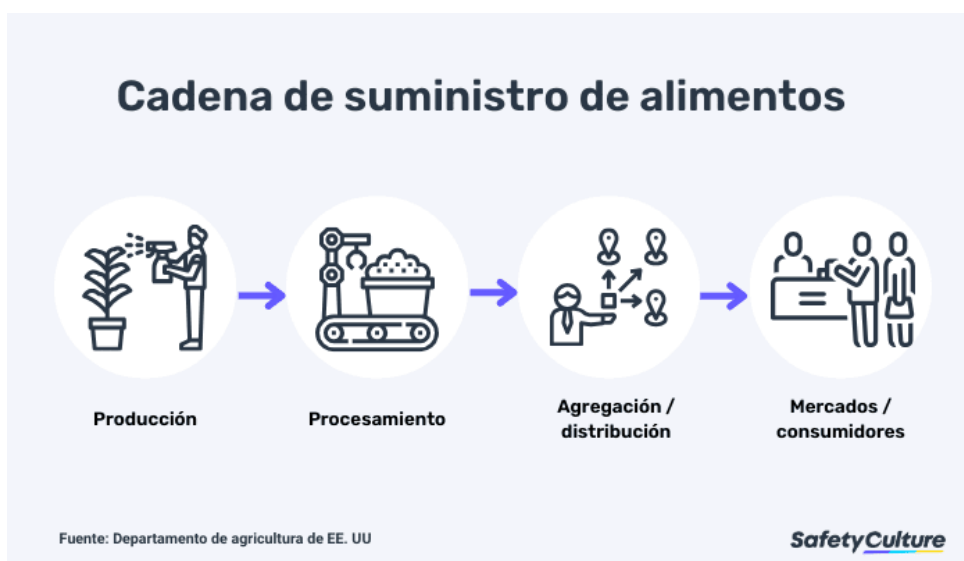 Cadena de suministro de alimentos
Producción
Procesamiento
Agregación /
distribución
Mercados /
consumidores
Fuente: Departamento de agricultura de EE. UU
SafetyCulture